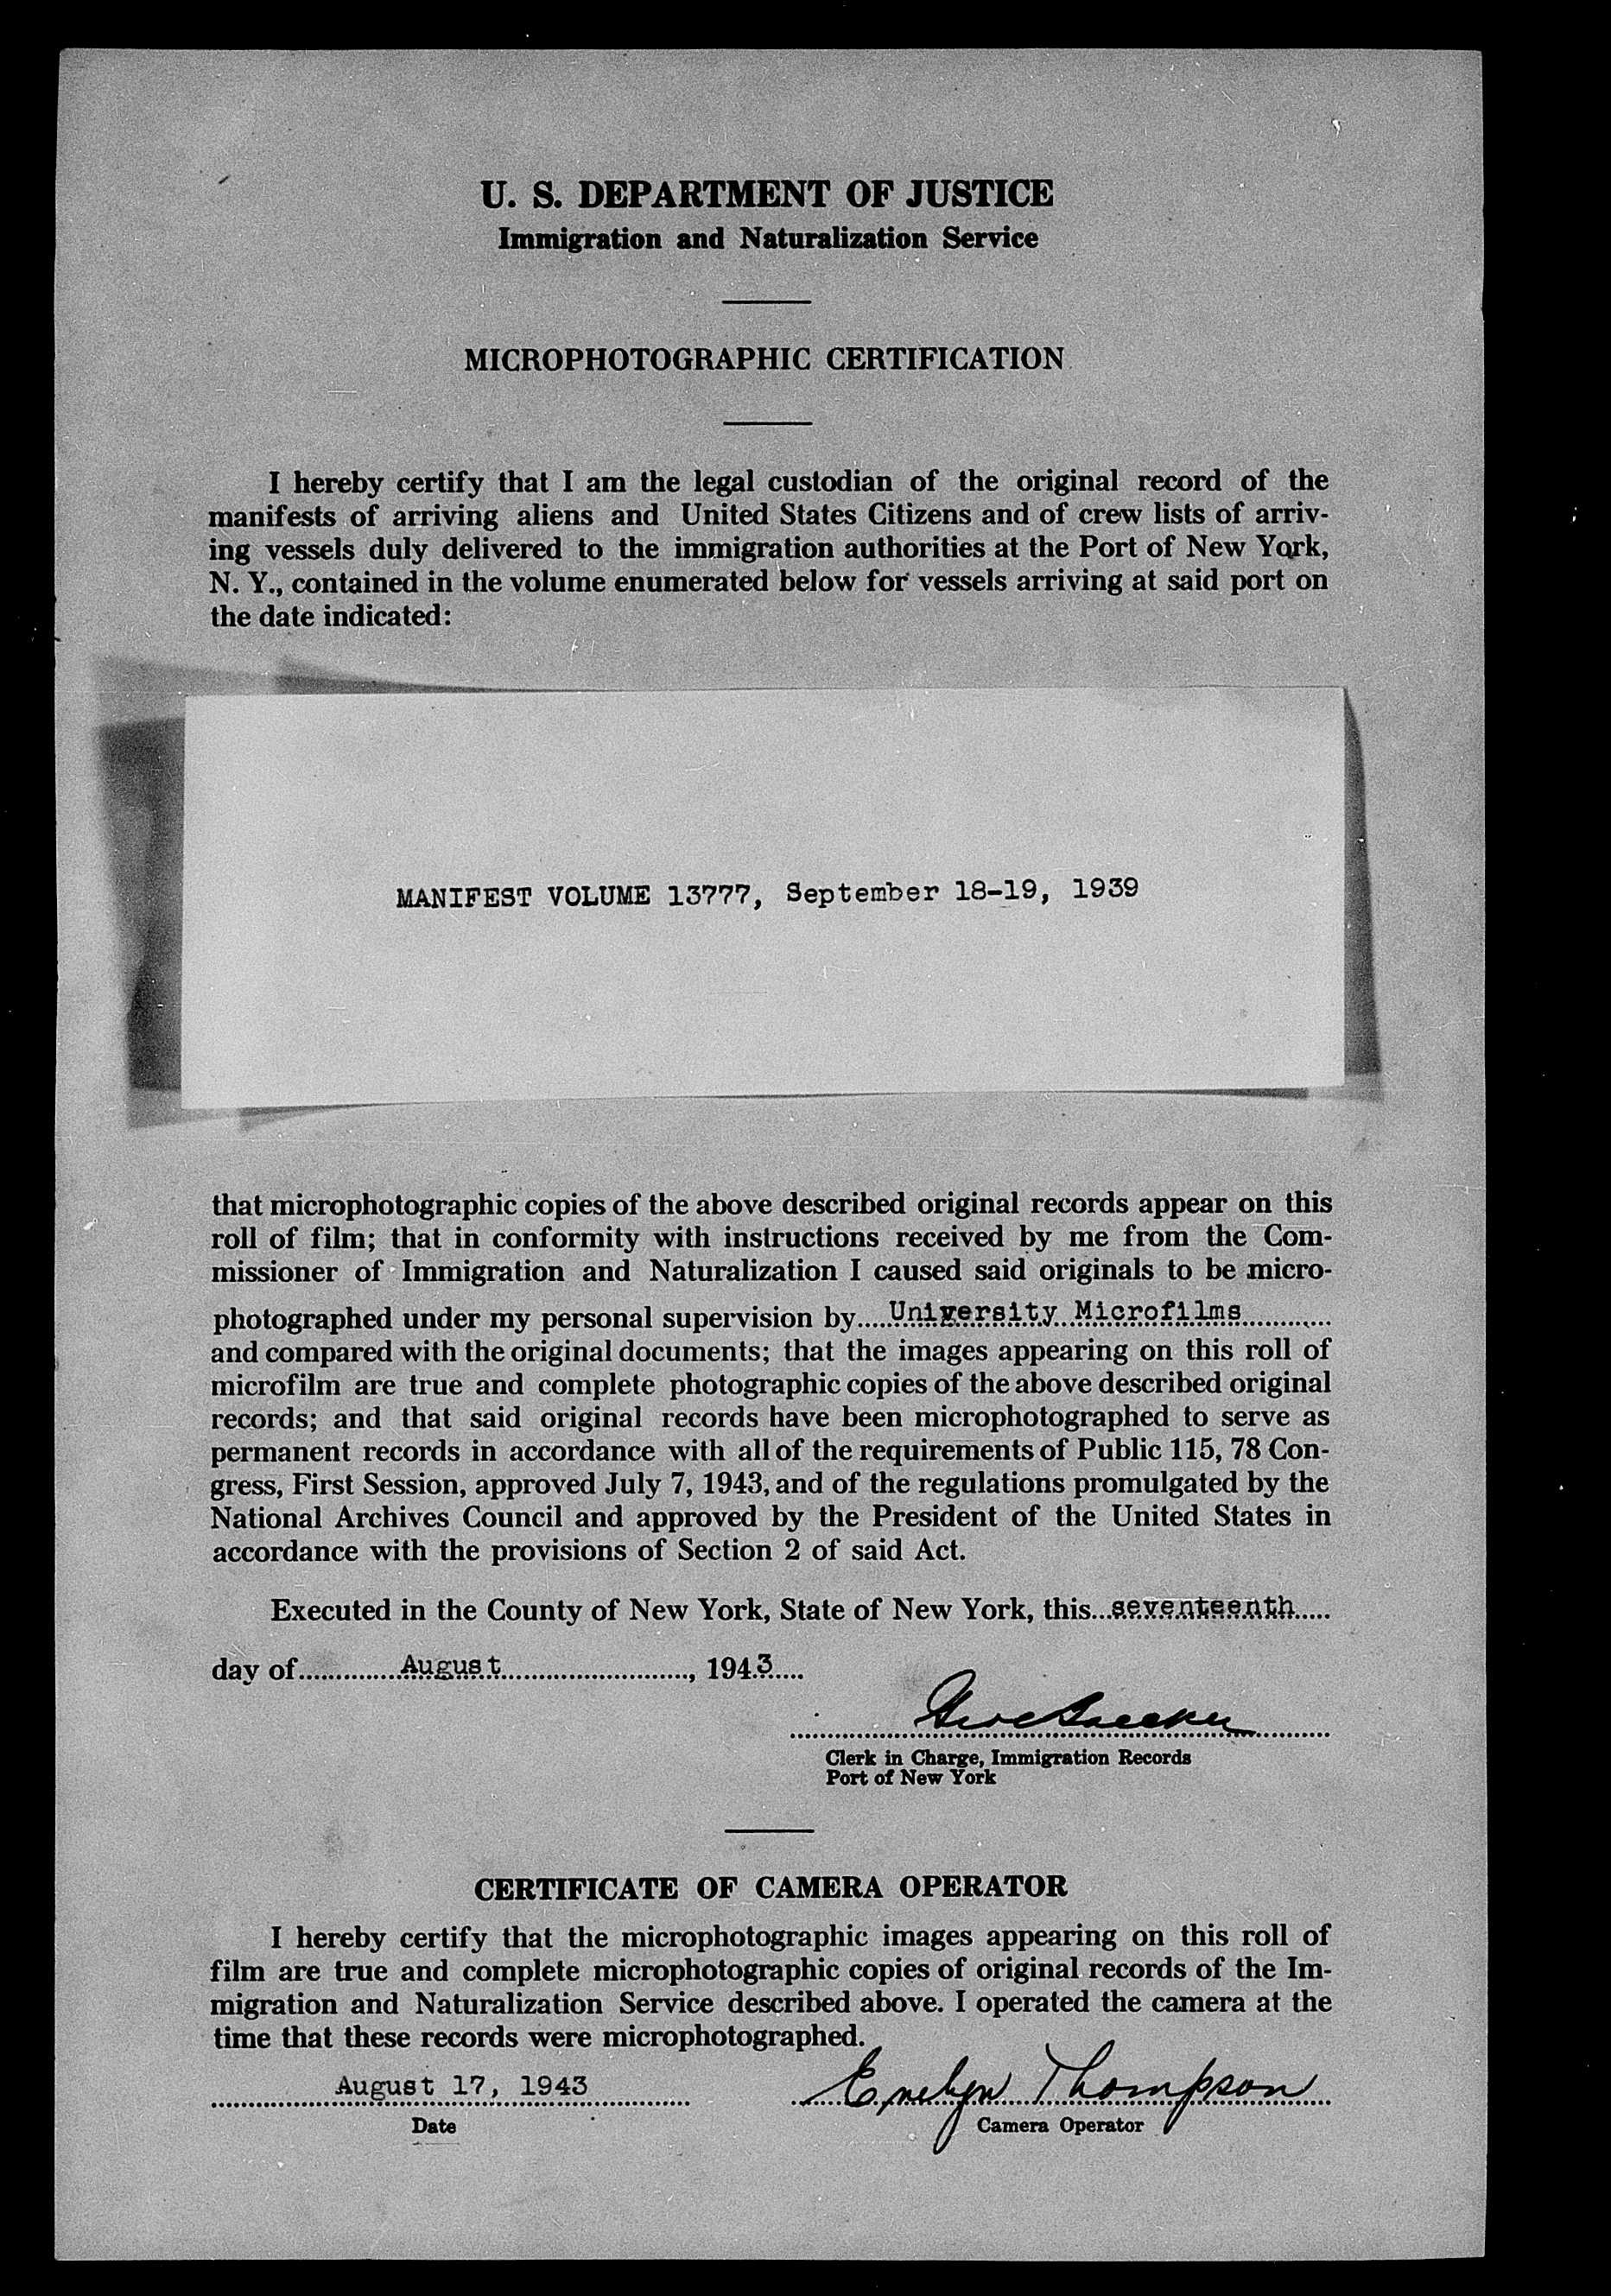 U. S. DEPARTMENT OF JUSTICE
Immigration and Naturalization Service
MICROPHOTOGRAPHIC CERTIFICATION
I hereby certify that I am the legal custodian of the original record of the
manifests of arriving aliens and United States Citizens and of crew lists of arriv-
ing vessels duly delivered to the immigration authorities at the Port of New York,
N. Y., contained in the volume enumerated below for vessels arriving at said port on
the date indicated:
MANIFEST VOLUME 13777, September 18-19, 1939
that microphotographic copies of the above described original records appear on this
roll of film; that in conformity with instructions received by me from the Com-
missioner of Immigration and Naturalization I caused said originals to be micro-
photographed under my personal supervision by.....University Microfilms............
and compared with the original documents; that the images appearing on this roll of
microfilm are true and complete photographic copies of the above described original
records; and that said original records have been microphotographed to serve as
permanent records in accordance with all of the requirements of Public 115, 78 Con-
gress, First Session, approved July 7, 1943, and of the regulations promulgated by the
National Archives Council and approved by the President of the United States in
accordance with the provisions of Section 2 of said Act.
Executed in the County of New York, State of New York, this...seventeenth.....
day of..............August.........................., 1943.....
Clerk in Charge, Immigration Records
Port of New York
CERTIFICATE OF CAMERA OPERATOR
I hereby certify that the microphotographic images appearing on this roll of
film are true and complete microphotographic copies of original records of the Im-
migration and Naturalization Service described above. I operated the camera at the
time that these records were microphotographed.
August 17, 1943 Evelyn Thompson
Date Camera Operator